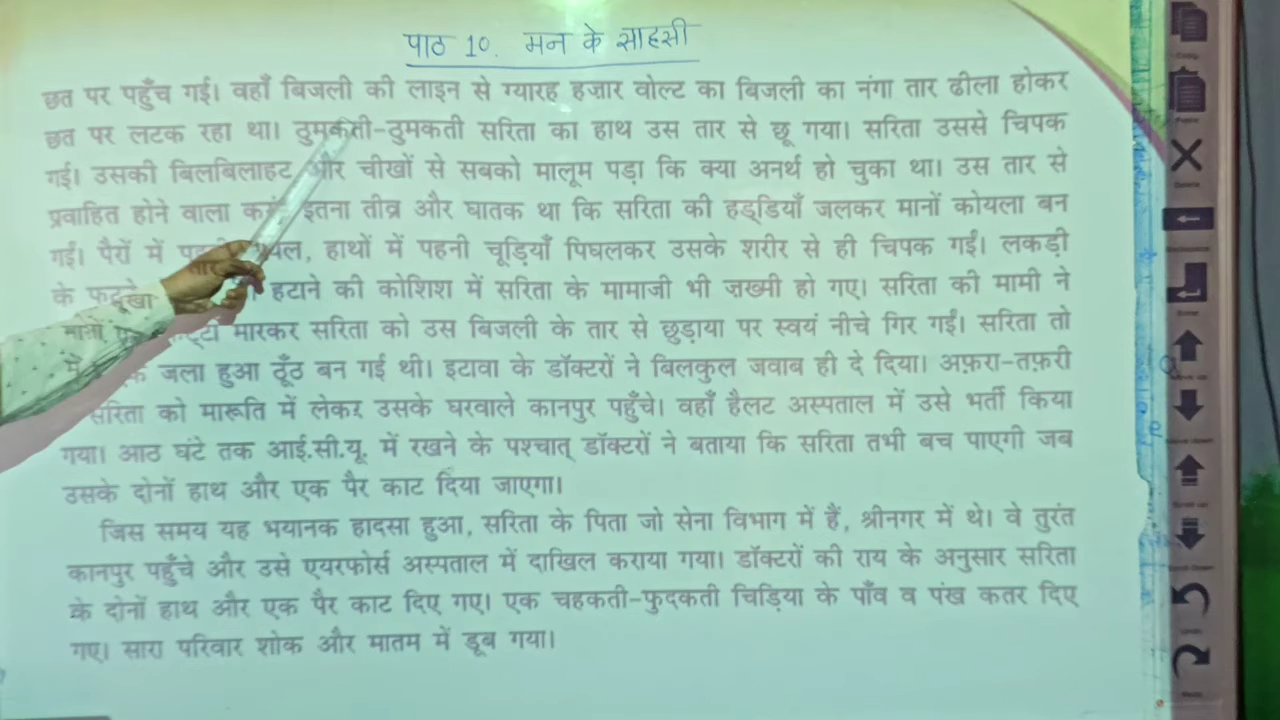 पाठ 10. मन के साहसी
छत पर पहुँच गई। वहाँ बिजली की लाइन से ग्यारह हज़ार वोल्ट का बिजली का नंगा तार ढीला होकर
छत पर लटक रहा था। ठुमकती-ठुमकती सरिता का हाथ उस तार से छू गया। सरिता उससे चिपक
गई। उसकी बिलबिलाहट और चीखों से सबको मालूम पड़ा कि क्या अनर्थ हो चुका था। उस तार से
प्रवाहित होने वाला इतना तीव्र और घातक था कि सरिता की हड्डियाँ जलकर मानों कोयला बन
गईं। पैरों में हाथों में पहनी चूड़ियाँ पिघलकर उसके शरीर से ही चिपक गईं। लकड़ी
के हटाने की कोशिश में सरिता के मामाजी भी ज़ख्मी हो गए। सरिता की मामी ने
मारकर सरिता को उस बिजली के तार से छुड़ाया पर स्वयं नीचे गिर गईं। सरिता तो
जला हुआ ठूँठ बन गई थी। इटावा के डॉक्टरों ने बिलकुल जवाब ही दे दिया। अफ़रा-तफ़री
सरिता को मारूति में लेकर उसके घरवाले कानपुर पहुँचे। वहाँ हैलट अस्पताल में उसे भर्ती किया
गया। आठ घंटे तक आई.सी.यू. में रखने के पश्चात् डॉक्टरों ने बताया कि सरिता तभी बच पाएगी जब
उसके दोनों हाथ और एक पैर काट दिया जाएगा।
जिस समय यह भयानक हादसा हुआ, सरिता के पिता जो सेना विभाग में हैं, श्रीनगर में थे। वे तुरंत
कानपुर पहुँचे और उसे एयरफोर्स अस्पताल में दाखिल कराया गया। डॉक्टरों की राय के अनुसार सरिता
के दोनों हाथ और एक पैर काट दिए गए। एक चहकती-फुदकती चिड़िया के पाँव व पंख कतर दिए
गए। सारा परिवार शोक और मातम में डूब गया।